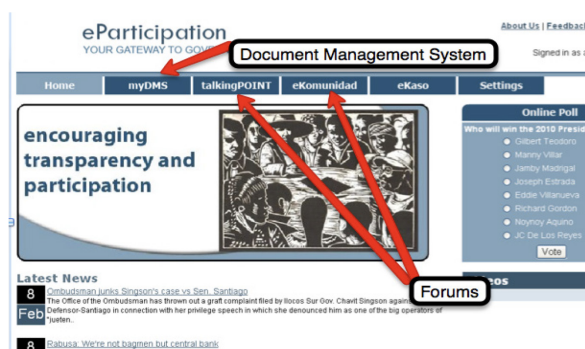 eParticipation
About Us | Feedback
YOUR GATEWAY TO GOVE
Document Management System
Signed in as a
Home myDMS talkingPOINT eKomunidad eKaso Settings
encouraging
transparency and
participation
Online Poll
Who will win the 2010 Presid
Gilbert Teodoro
Manny Villar
Jamby Madrigal
Joseph Estrada
Eddie Villanueva
Richard Gordon
Noynoy Aquino
JC De Los Reyes
Vote
Forums
Latest News
8
Feb
Ombudsman junks Singson's case vs Sen. Santiago
The Office of the Ombudsman has thrown out a graft complaint filed by Ilocos Sur Gov. Chavit Singson again
Defensor-Santiago in connection with her privilege speech in which she denounced him as one of the big operators of
"jueten..
8
Rabusa: We're not bagmen but central bank